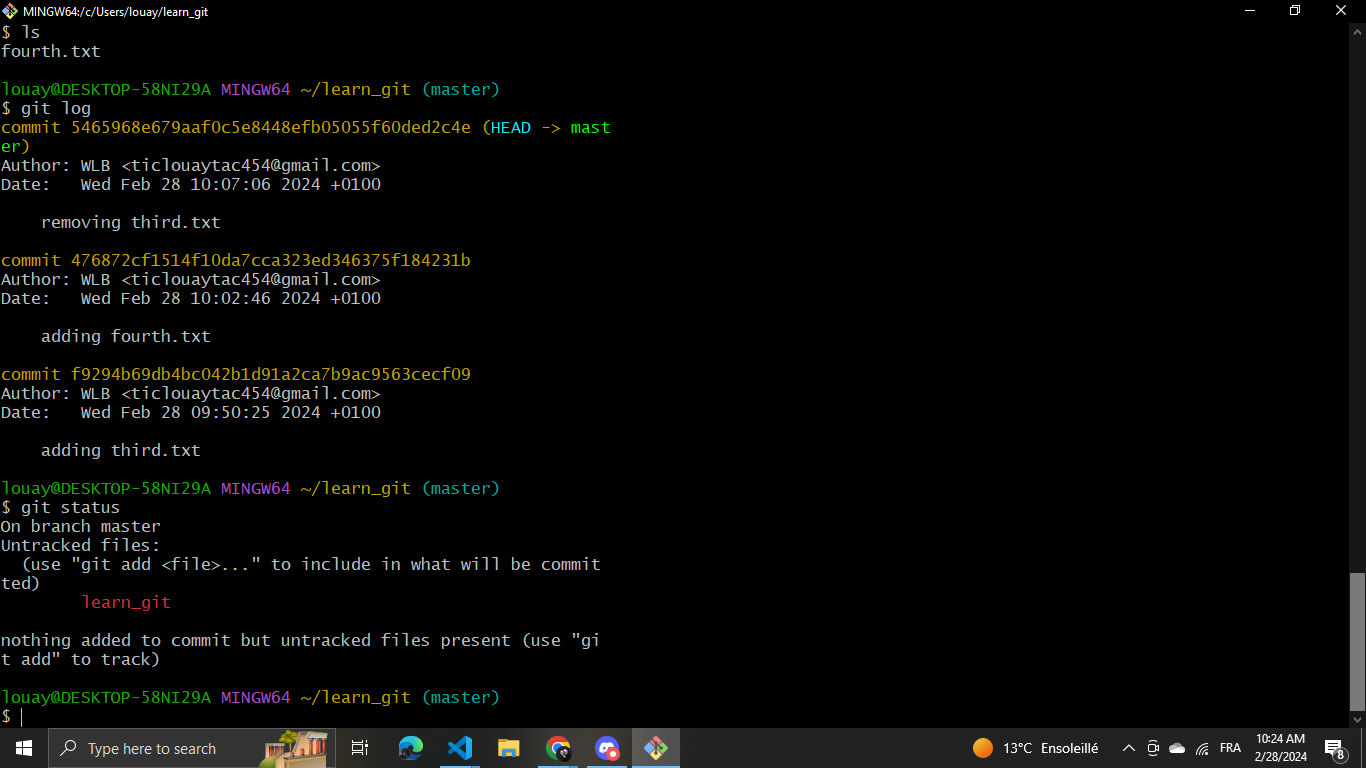 MINGW64:/c/Users/louay/learn_git
$ ls
fourth.txt
louay@DESKTOP-58NI29A MINGW64 ~/learn_git (master)
$ git log
commit 5465968e679aaf0c5e8448efb05055f60ded2c4e (HEAD -> mast
er)
Author: WLB <ticlouaytac454@gmail.com>
Date:   Wed Feb 28 10:07:06 2024 +0100
    removing third.txt
commit 476872cf1514f10da7cca323ed346375f184231b
Author: WLB <ticlouaytac454@gmail.com>
Date:   Wed Feb 28 10:02:46 2024 +0100
    adding fourth.txt
commit f9294b69db4bc042b1d91a2ca7b9ac9563cecf09
Author: WLB <ticlouaytac454@gmail.com>
Date:   Wed Feb 28 09:50:25 2024 +0100
    adding third.txt
louay@DESKTOP-58NI29A MINGW64 ~/learn_git (master)
$ git status
On branch master
Untracked files:
  (use "git add <file>..." to include in what will be commit
ted)
        learn_git
nothing added to commit but untracked files present (use "gi
t add" to track)
louay@DESKTOP-58NI29A MINGW64 ~/learn_git (master)
$
Type here to search
13°C Ensoleillé
FRA
10:24 AM
2/28/2024
8